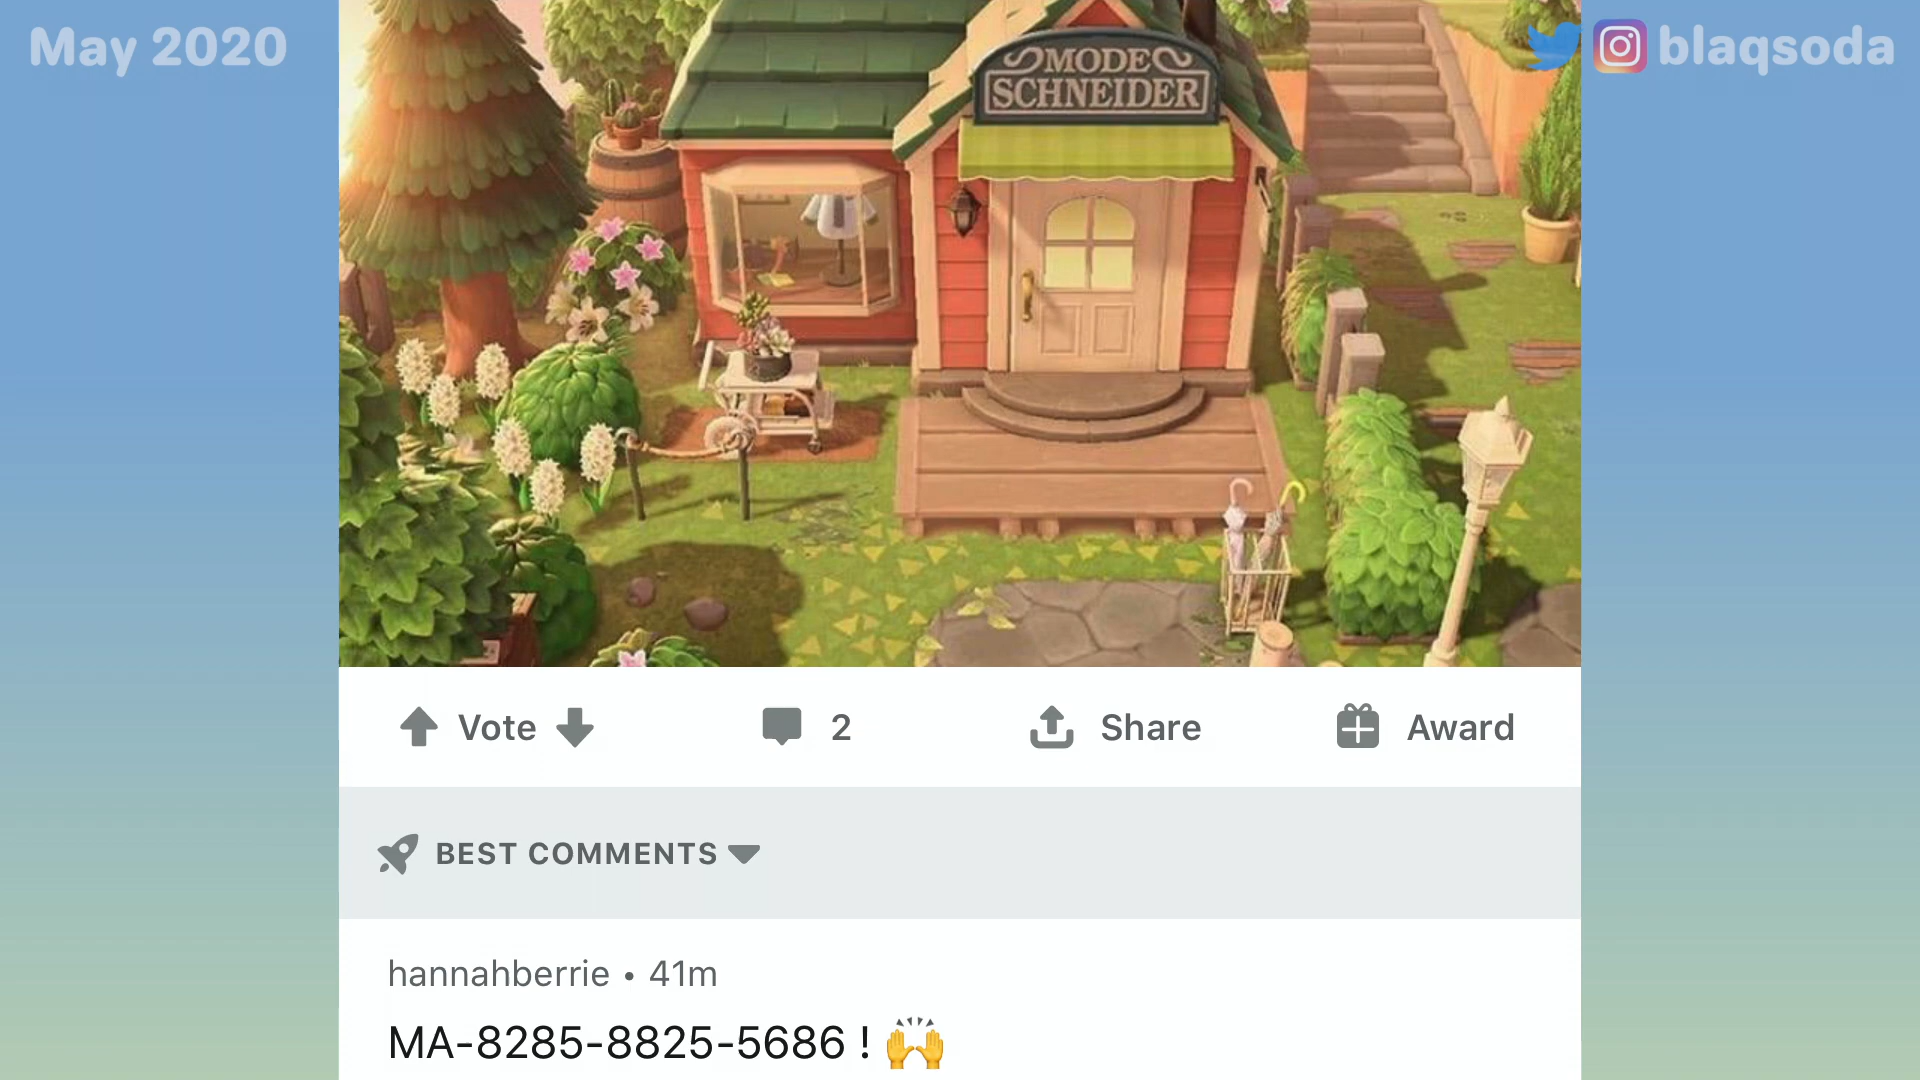 May 2020
blaqsoda
MODE
SCHNEIDER
Vote
2
Share
Award
BEST COMMENTS
hannahberrie • 41m
MA-8285-8825-5686 ! 🙌